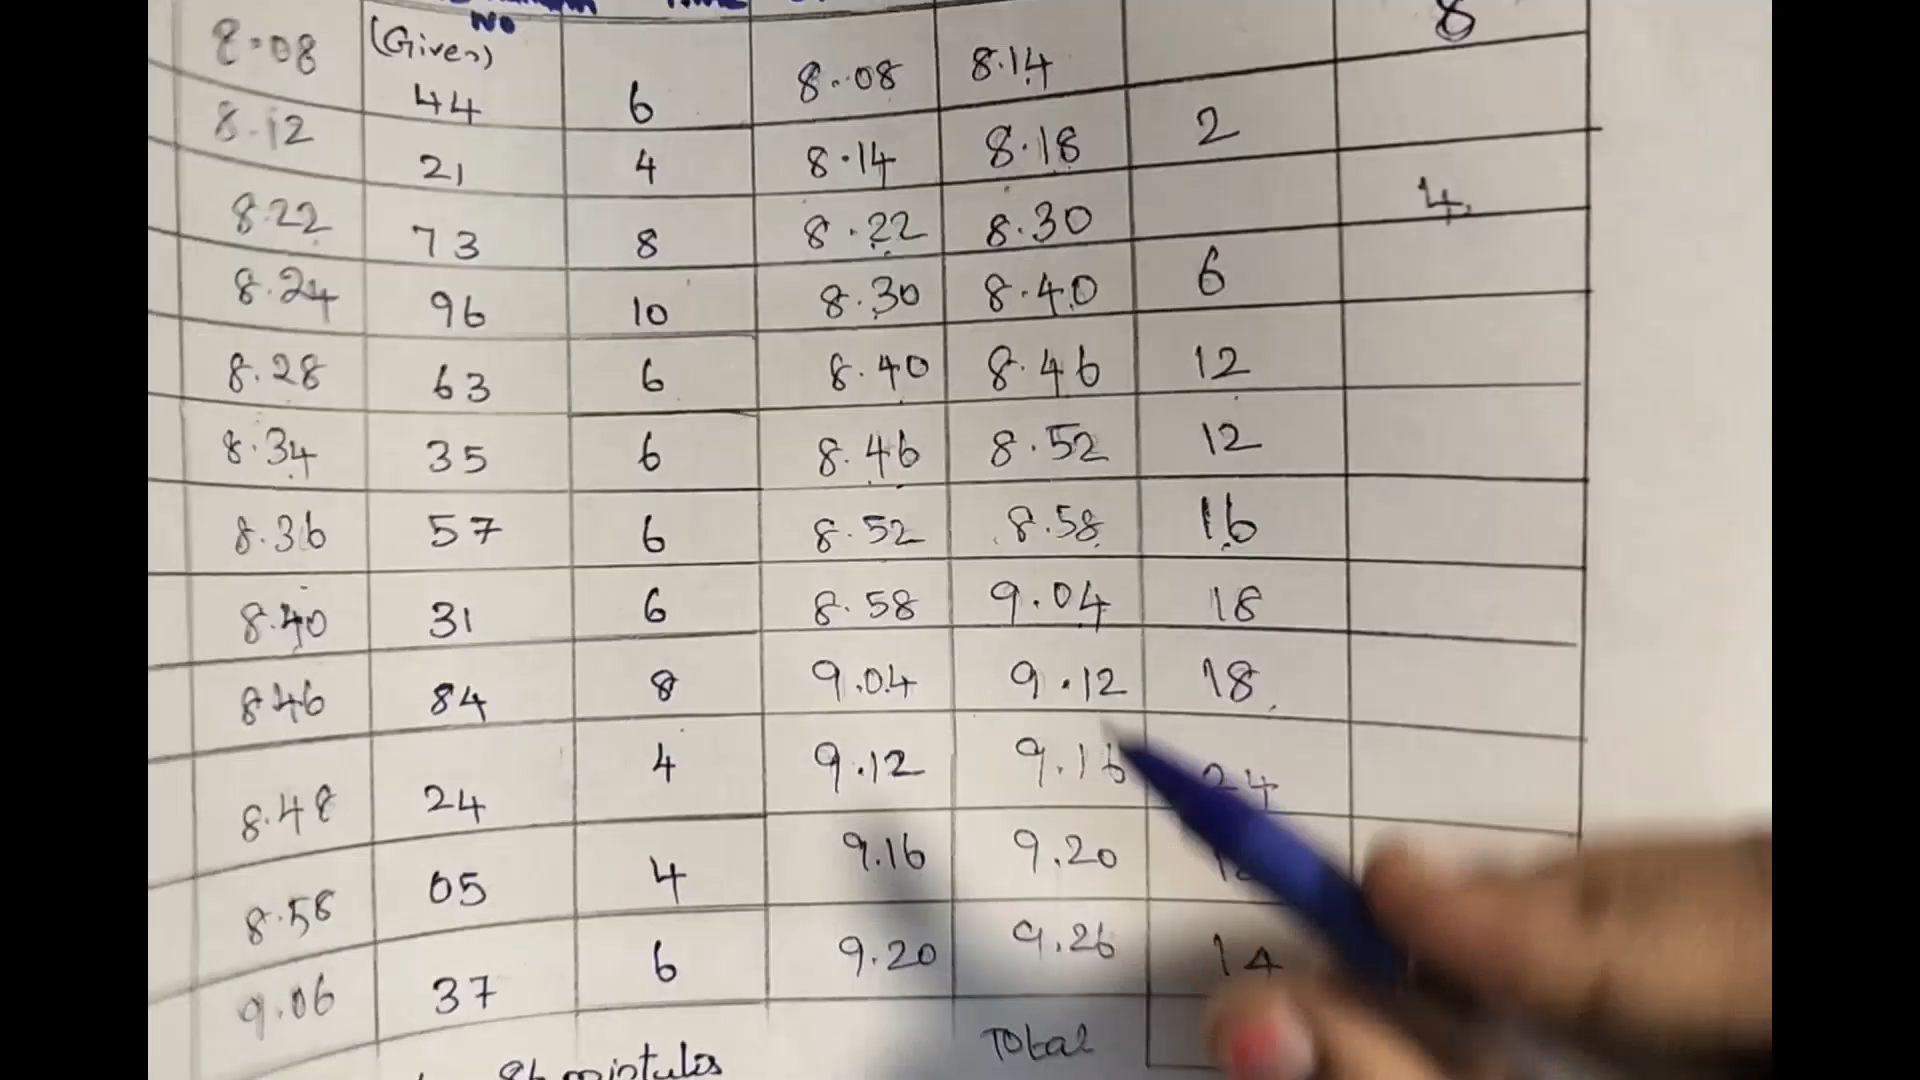 NO
8.08 (Given) 44 6 8.08 8.14 8
8.12 21 4 8.14 8.18 2
8.22 73 8 8.22 8.30 4
8.24 96 10 8.30 8.40 6
8.28 63 6 8.40 8.46 12
8.34 35 6 8.46 8.52 12
8.36 57 6 8.52 8.58 16
8.40 31 6 8.58 9.04 18
8.46 84 8 9.04 9.12 18
8.48 24 4 9.12 9.16 24
8.58 05 4 9.16 9.20
9.06 37 6 9.20 9.26 14
Total